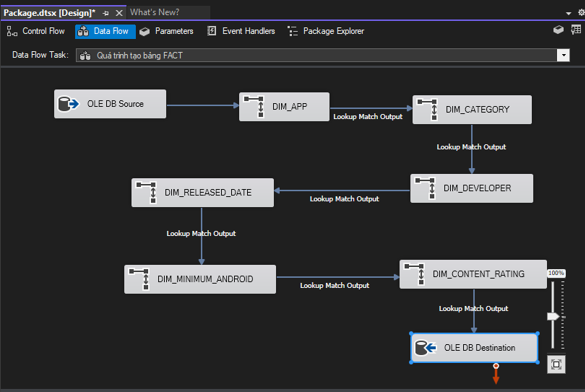 Package.dtsx [Design]*
What's New?
Control Flow
Data Flow
Parameters
Event Handlers
Package Explorer
Data Flow Task:
Quá trình tạo bảng FACT
OLE DB Source
DIM_APP
Lookup Match Output
DIM_CATEGORY
Lookup Match Output
DIM_RELEASED_DATE
Lookup Match Output
DIM_DEVELOPER
Lookup Match Output
DIM_MINIMUM_ANDROID
Lookup Match Output
DIM_CONTENT_RATING
100%
Lookup Match Output
OLE DB Destination